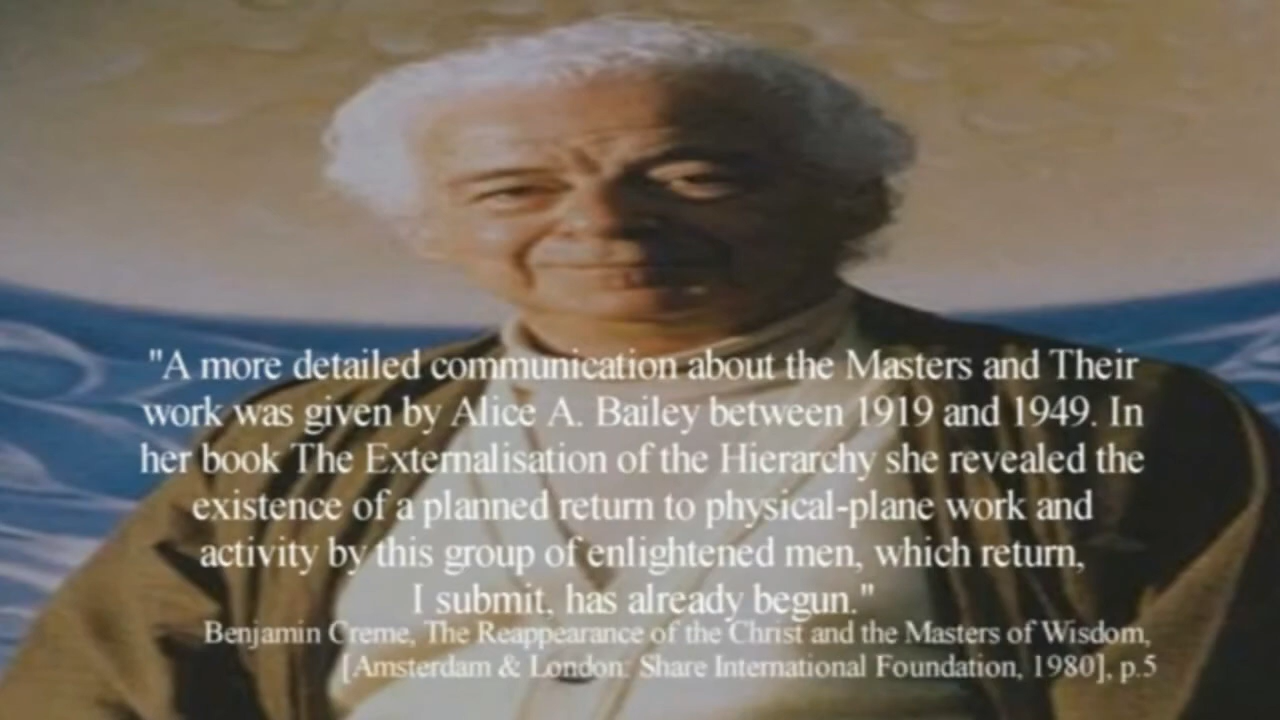 "A more detailed communication about the Masters and Their
work was given by Alice A. Bailey between 1919 and 1949. In
her book The Externalisation of the Hierarchy she revealed the
existence of a planned return to physical-plane work and
activity by this group of enlightened men, which return,
I submit, has already begun."
Benjamin Creme, The Reappearance of the Christ and the Masters of Wisdom,
[Amsterdam & London: Share International Foundation, 1980], p.5